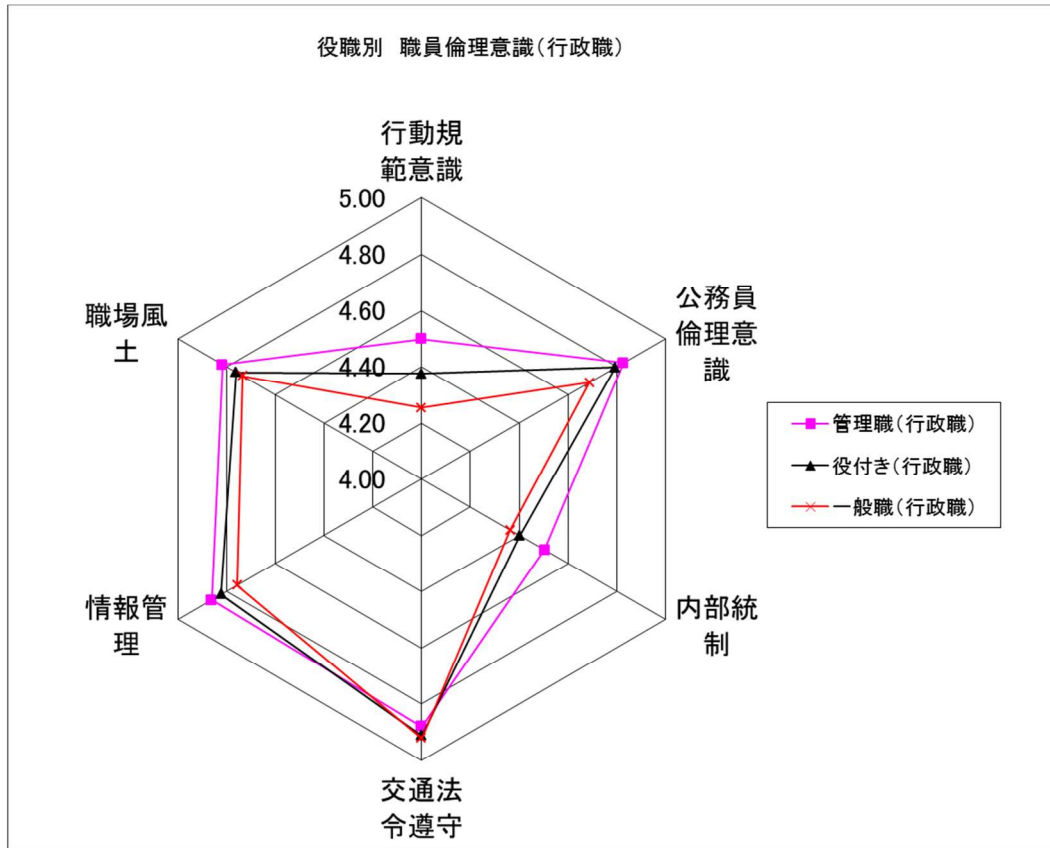 役職別　職員倫理意識（行政職）
行動規
範意識
5.00
4.80
4.60
4.40
4.20
4.00
公務員
倫理意
識
職場風
土
管理職（行政職）
役付き（行政職）
一般職（行政職）
情報管
理
内部統
制
交通法
令遵守